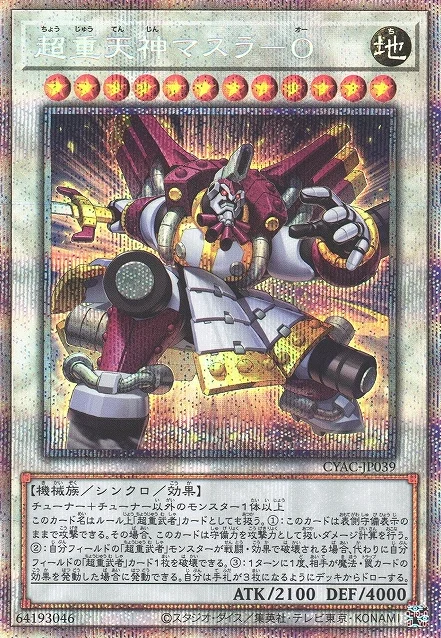 ちょう じゅう てん じん オー
超重天神マスラ－O
ち
地
CYAC-JP039
【機械族／シンクロ／効果】
チューナー＋チューナー以外のモンスター１体以上
このカード名はルール上「超重武者」カードとしても扱う。①：このカードは表側守備表示の
ままで攻撃できる。その場合、このカードは守備力を攻撃力として扱いダメージ計算を行う。
②：自分フィールドの「超重武者」モンスターが戦闘・効果で破壊される場合、代わりに自分
フィールドの「超重武者」カード１枚を破壊できる。③：１ターンに１度、相手が魔法・罠カードの
効果を発動した場合に発動できる。自分は手札が３枚になるようにデッキからドローする。
ATK/2100 DEF/4000
64193046
©スタジオ・ダイス／集英社・テレビ東京・KONAMI